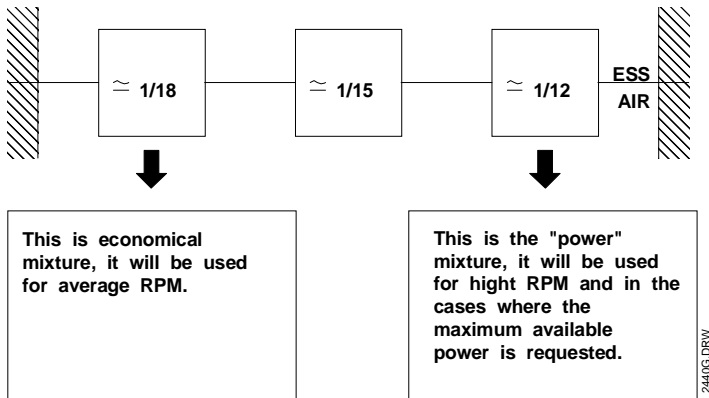 ≃ 1/18
≃ 1/15
≃ 1/12
ESS
AIR
This is economical
mixture, it will be used
for average RPM.
This is the "power"
mixture, it will be used
for hight RPM and in the
cases where the
maximum available
power is requested.
2440G.DRW